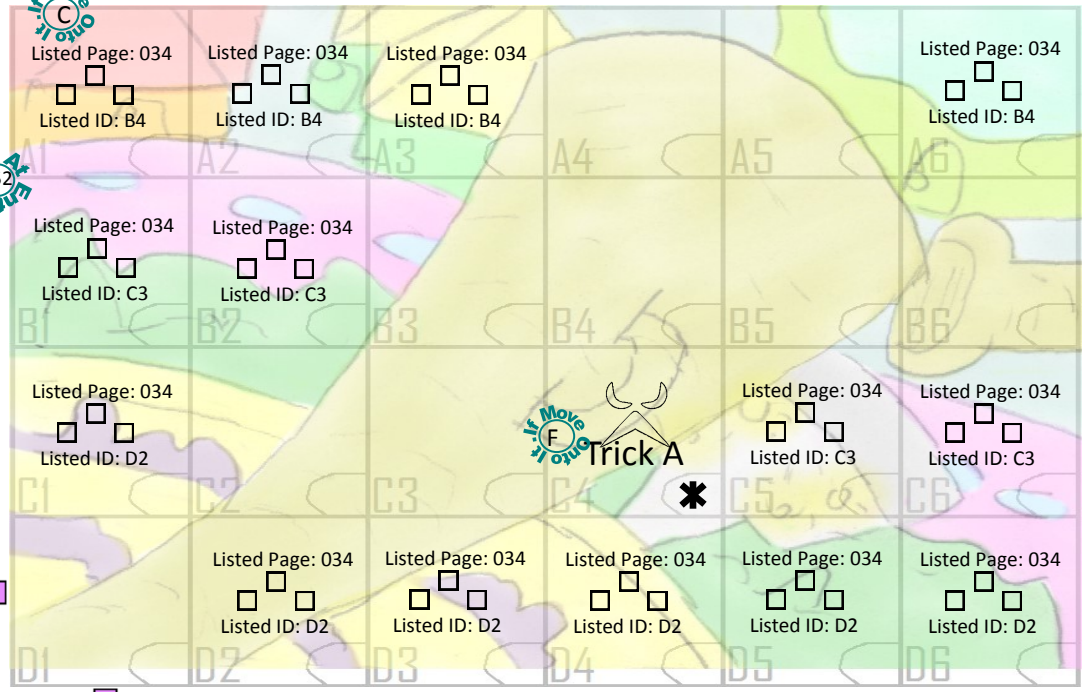 C
If Move Onto It.
Listed Page: 034
Listed ID: B4
A1
Listed Page: 034
Listed ID: B4
A2
Listed Page: 034
Listed ID: B4
A3
A4
A5
Listed Page: 034
Listed ID: B4
A6
At
Listed Page: 034
Listed ID: C3
B1
Listed Page: 034
Listed ID: C3
B2
B3
B4
B5
B6
Listed Page: 034
Listed ID: D2
C1
C2
C3
If Move Onto It.
F
Trick A
*
C4
Listed Page: 034
Listed ID: C3
C5
Listed Page: 034
Listed ID: C3
C6
D1
Listed Page: 034
Listed ID: D2
D2
Listed Page: 034
Listed ID: D2
D3
Listed Page: 034
Listed ID: D2
D4
Listed Page: 034
Listed ID: D2
D5
Listed Page: 034
Listed ID: D2
D6